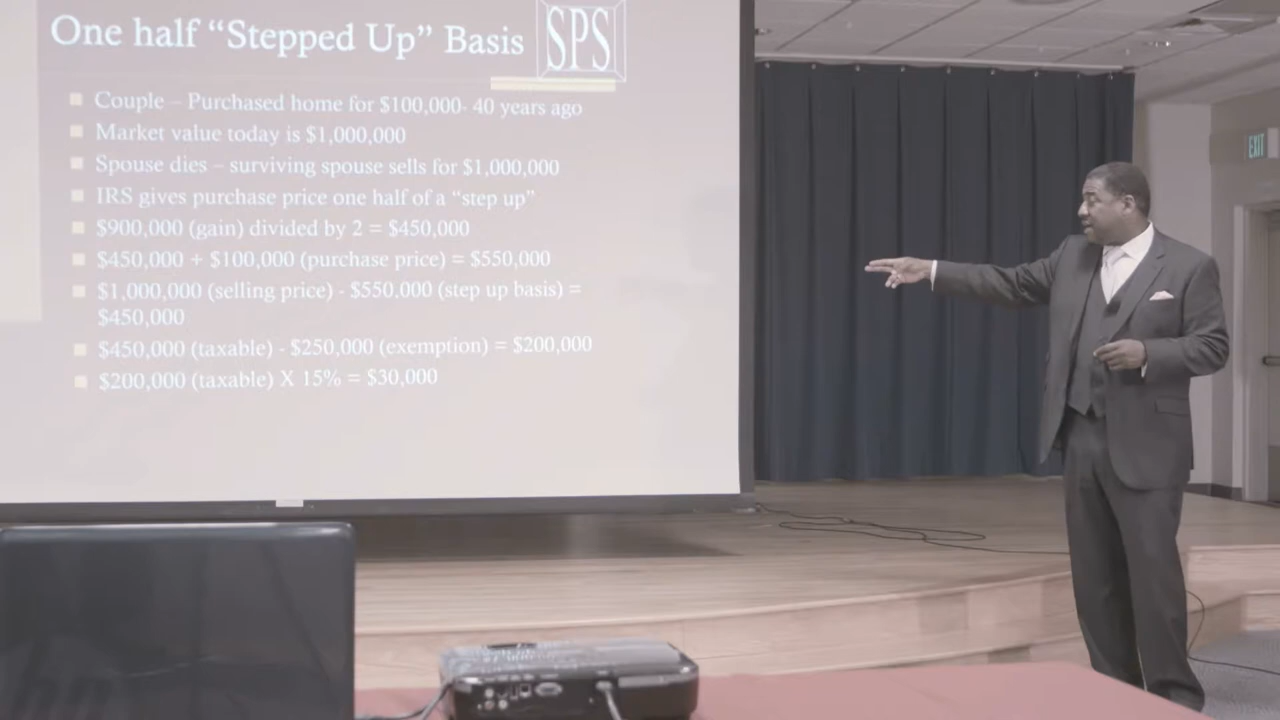 One half “Stepped Up” Basis
SPS
Couple – Purchased home for $100,000- 40 years ago
Market value today is $1,000,000
Spouse dies – surviving spouse sells for $1,000,000
IRS gives purchase price one half of a “step up”
$900,000 (gain) divided by 2 = $450,000
$450,000 + $100,000 (purchase price) = $550,000
$1,000,000 (selling price) - $550,000 (step up basis) =
$450,000
$450,000 (taxable) - $250,000 (exemption) = $200,000
$200,000 (taxable) X 15% = $30,000
EXIT
hp